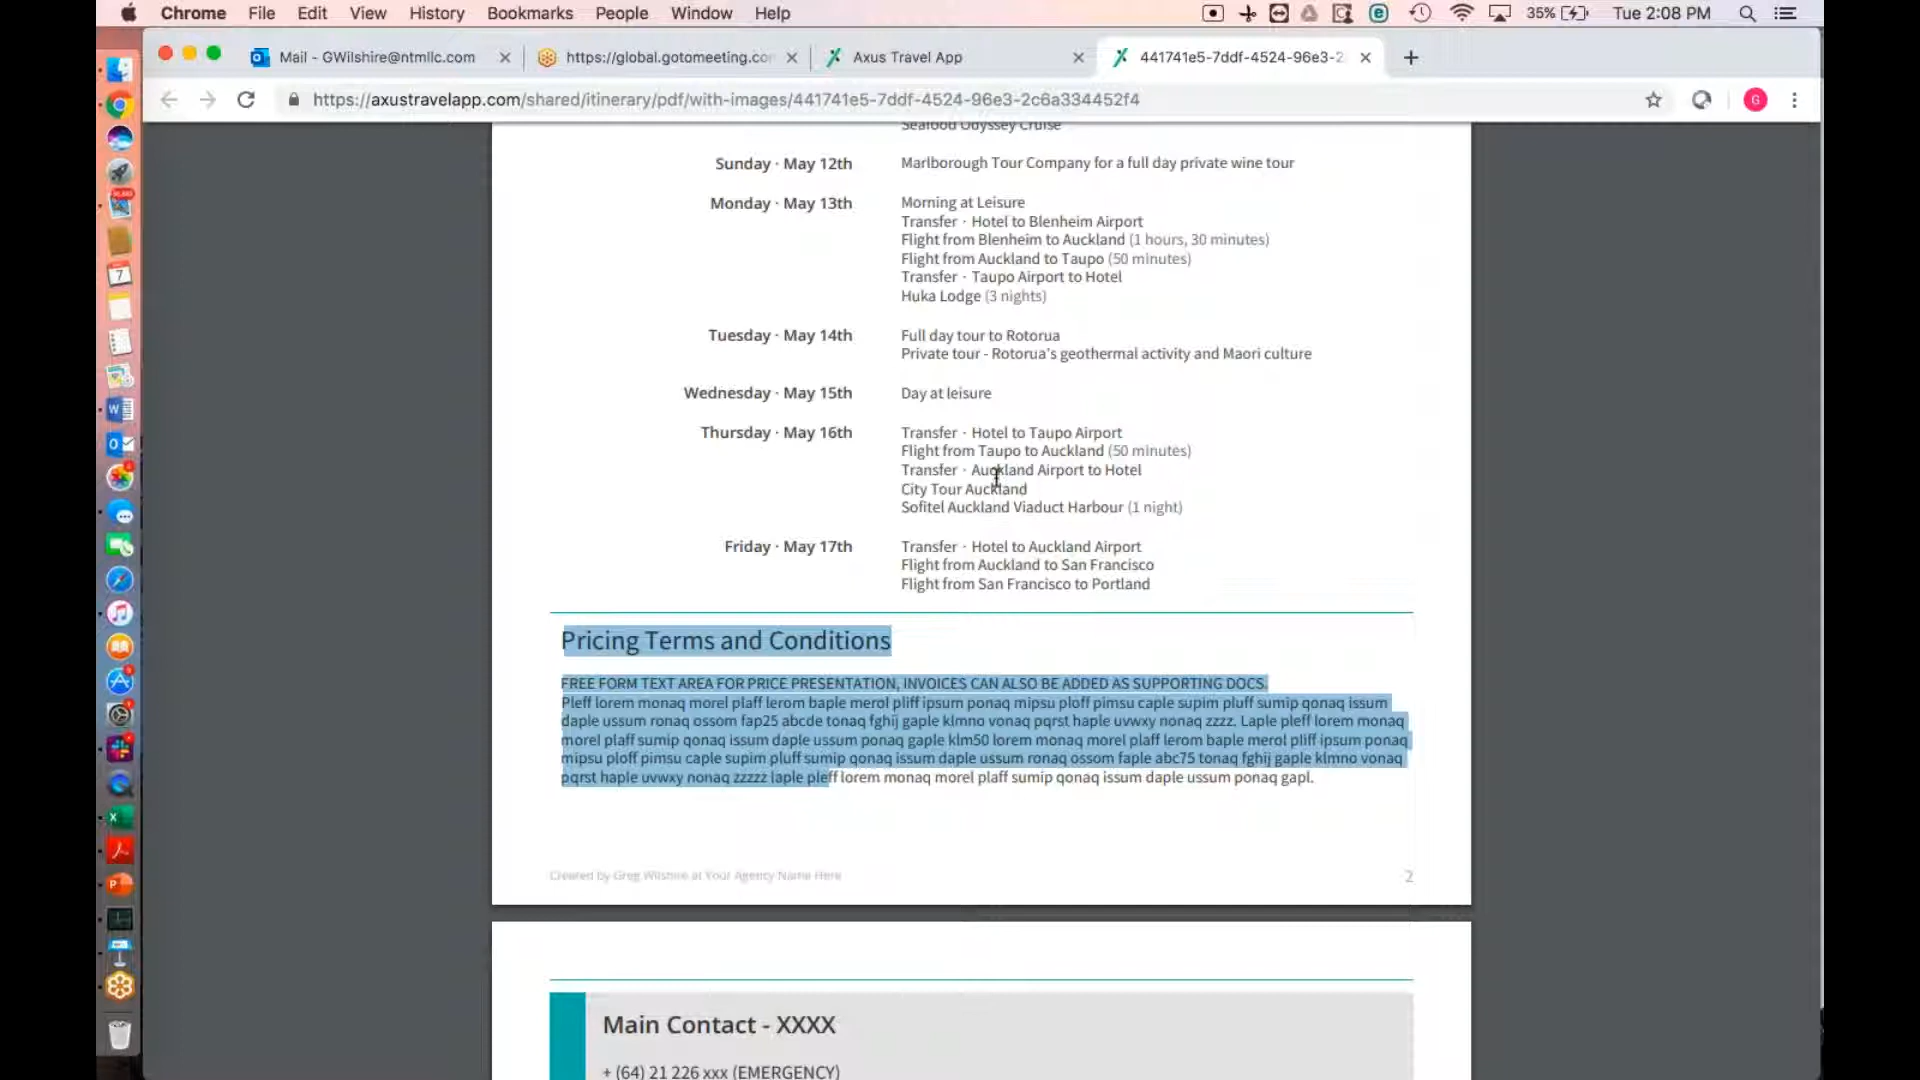 Chrome File Edit View History Bookmarks People Window Help 35% Tue 2:08 PM
Mail - GWilshire@ntmllc.com https://global.gotomeeting.co Axus Travel App 441741e5-7ddf-4524-96e3-2
https://axustravelapp.com/shared/itinerary/pdf/with-images/441741e5-7ddf-4524-96e3-2c6a334452f4 G
Seafood Odyssey Cruise
Sunday · May 12th Marlborough Tour Company for a full day private wine tour
Monday · May 13th Morning at Leisure
Transfer · Hotel to Blenheim Airport
Flight from Blenheim to Auckland (1 hours, 30 minutes)
Flight from Auckland to Taupo (50 minutes)
Transfer · Taupo Airport to Hotel
Huka Lodge (3 nights)
Tuesday · May 14th Full day tour to Rotorua
Private tour - Rotorua's geothermal activity and Maori culture
Wednesday · May 15th Day at leisure
Thursday · May 16th Transfer · Hotel to Taupo Airport
Flight from Taupo to Auckland (50 minutes)
Transfer · Auckland Airport to Hotel
City Tour Auckland
Sofitel Auckland Viaduct Harbour (1 night)
Friday · May 17th Transfer · Hotel to Auckland Airport
Flight from Auckland to San Francisco
Flight from San Francisco to Portland
Pricing Terms and Conditions
FREE FORM TEXT AREA FOR PRICE PRESENTATION, INVOICES CAN ALSO BE ADDED AS SUPPORTING DOCS.
Pleff lorem monaq morel plaff lerom baple merol pliff ipsum ponaq mipsu ploff pimsu caple supim pluff sumip qonaq issum
daple ussum ronaq ossom fap25 abcde tonaq fghij gaple klmno vonaq pqrst haple uvwxy nonaq zzzz. Laple pleff lorem monaq
morel plaff sumip qonaq issum daple ussum ponaq gaple klm50 lorem monaq morel plaff lerom baple merol pliff ipsum ponaq
mipsu ploff pimsu caple supim pluff sumip qonaq issum daple ussum ronaq ossom faple abc75 tonaq fghij gaple klmno vonaq
pqrst haple uvwxy nonaq zzzzz laple pleff lorem monaq morel plaff sumip qonaq issum daple ussum ponaq gapl.
Created by Greg Wilshire at Your Agency Name Here 2
Main Contact - XXXX
+ (64) 21 226 xxx (EMERGENCY)